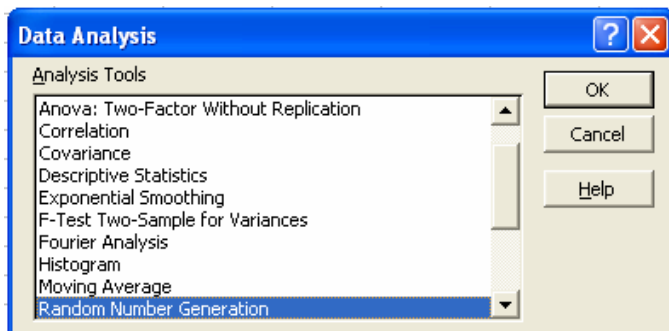 Data Analysis
Analysis Tools
Anova: Two-Factor Without Replication
Correlation
Covariance
Descriptive Statistics
Exponential Smoothing
F-Test Two-Sample for Variances
Fourier Analysis
Histogram
Moving Average
Random Number Generation
OK
Cancel
Help